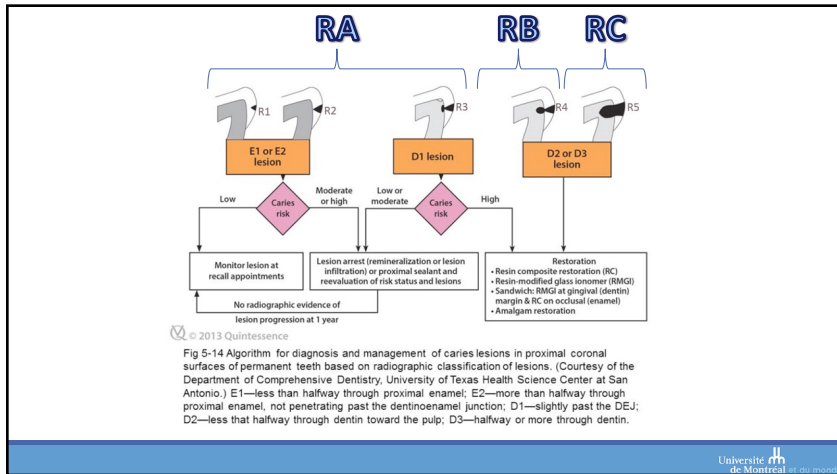 RA
RB
RC
R1
R2
R3
R4
R5
E1 or E2
lesion
D1 lesion
D2 or D3
lesion
Low
Caries
risk
Moderate
or high
Low or
moderate
Caries
risk
High
Monitor lesion at
recall appointments
Lesion arrest (remineralization or lesion
infiltration) or proximal sealant and
reevaluation of risk status and lesions
Restoration
• Resin composite restoration (RC)
• Resin-modified glass ionomer (RMGI)
• Sandwich: RMGI at gingival (dentin)
margin & RC on occlusal (enamel)
• Amalgam restoration
No radiographic evidence of
lesion progression at 1 year
© 2013 Quintessence
Fig 5-14 Algorithm for diagnosis and management of caries lesions in proximal coronal
surfaces of permanent teeth based on radiographic classification of lesions. (Courtesy of the
Department of Comprehensive Dentistry, University of Texas Health Science Center at San
Antonio.) E1—less than halfway through proximal enamel; E2—more than halfway through
proximal enamel, not penetrating past the dentinoenamel junction; D1—slightly past the DEJ;
D2—less that halfway through dentin toward the pulp; D3—halfway or more through dentin.
Université
de Montréal et du monde